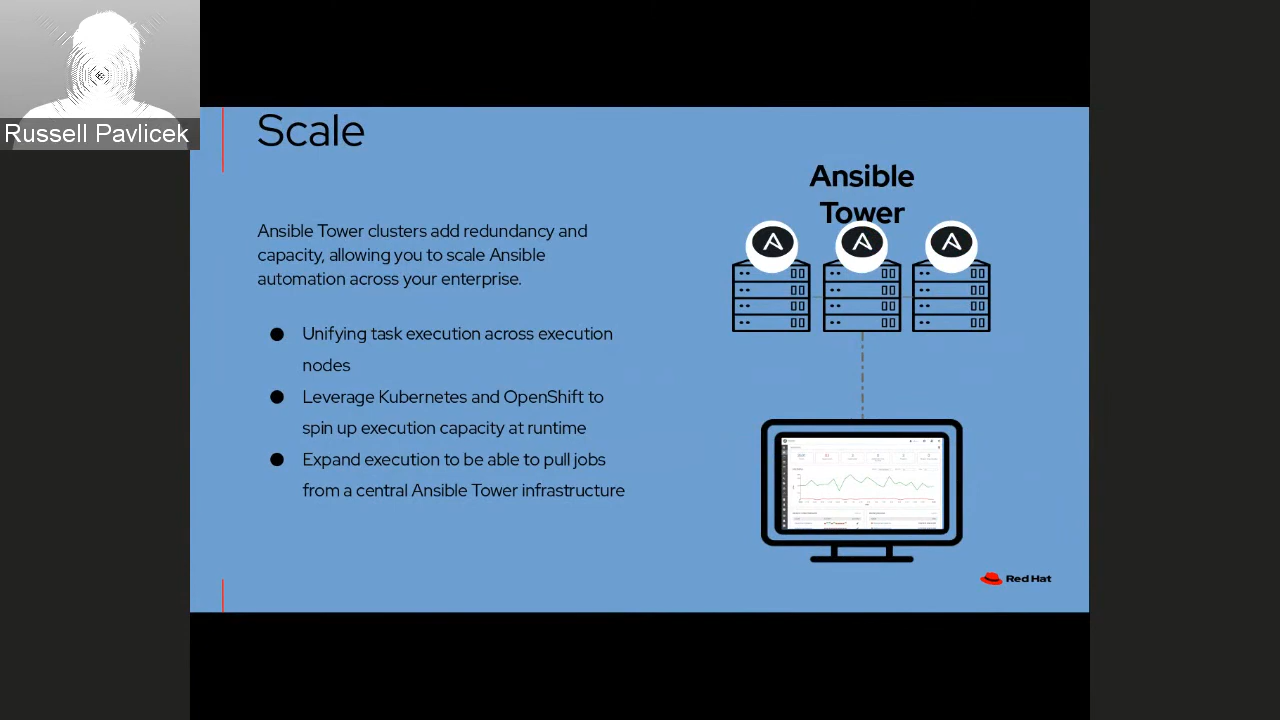 Russell Pavlicek
Scale
Ansible Tower clusters add redundancy and
capacity, allowing you to scale Ansible
automation across your enterprise.
● Unifying task execution across execution
nodes
● Leverage Kubernetes and OpenShift to
spin up execution capacity at runtime
● Expand execution to be able to pull jobs
from a central Ansible Tower infrastructure
Ansible
Tower
Red Hat